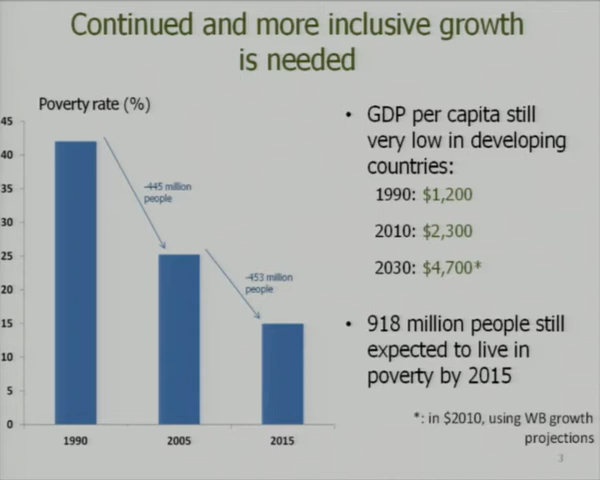 Continued and more inclusive growth
is needed
Poverty rate (%)
45
40
35
30
25
20
15
10
5
0
-445 million
people
-453 million
people
1990
2005
2015
• GDP per capita still
very low in developing
countries:
1990: $1,200
2010: $2,300
2030: $4,700*
• 918 million people still
expected to live in
poverty by 2015
*: in $2010, using WB growth
projections
3